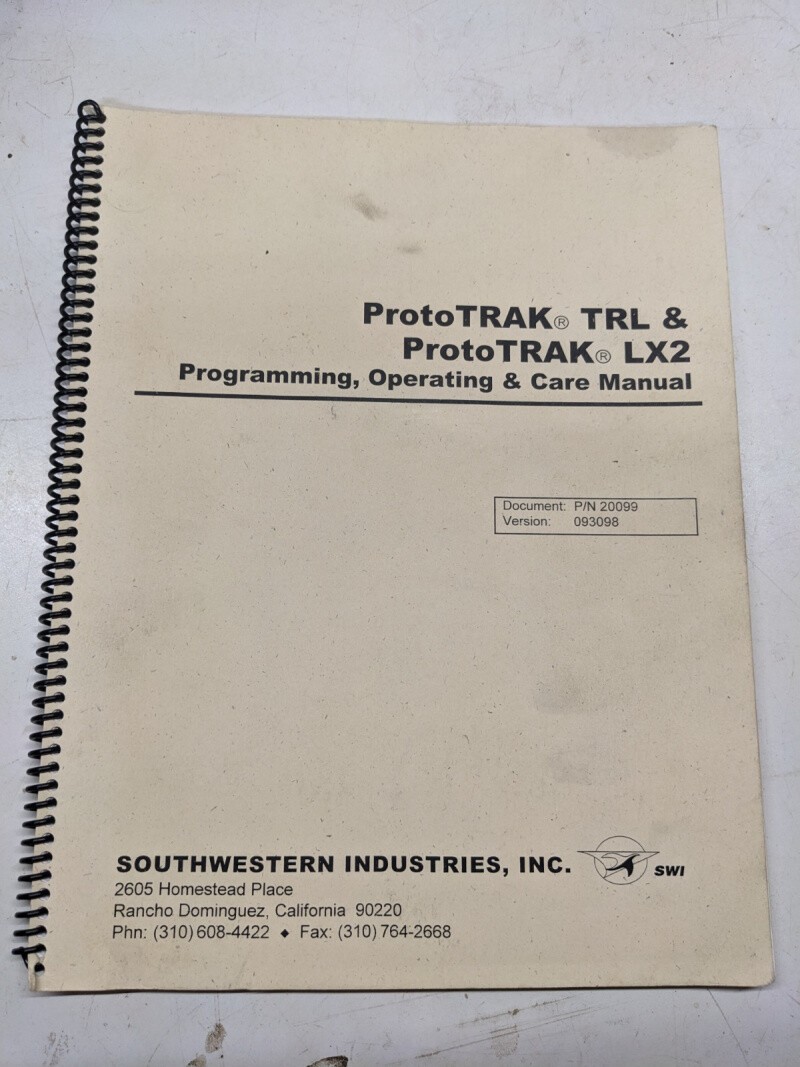 ProtoTRAK® TRL &
ProtoTRAK® LX2
Programming, Operating & Care Manual
Document: P/N 20099
Version: 093098
SOUTHWESTERN INDUSTRIES, INC.
SWI
2605 Homestead Place
Rancho Dominguez, California 90220
Phn: (310) 608-4422 ◆ Fax: (310) 764-2668